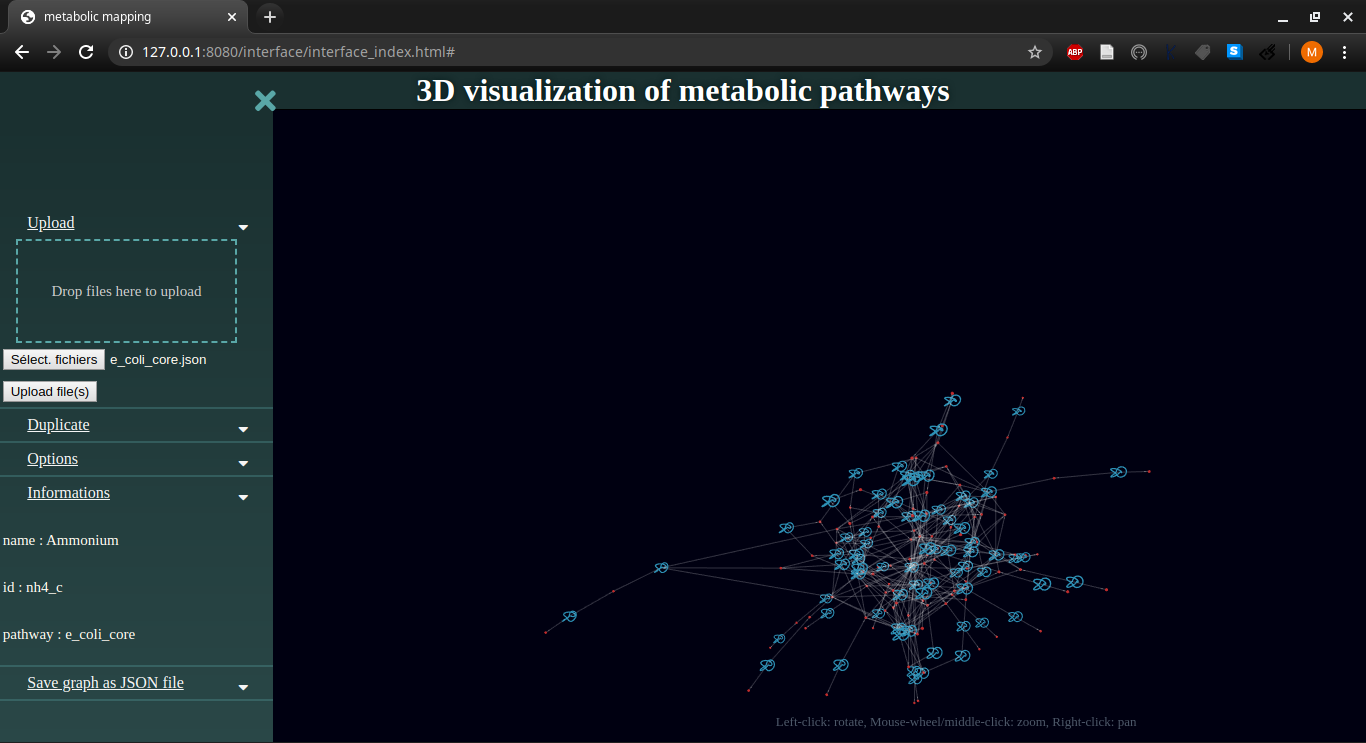 metabolic mapping
127.0.0.1:8080/interface/interface_index.html#
ABP
S
M
3D visualization of metabolic pathways
Upload
Drop files here to upload
Sélect. fichiers e_coli_core.json
Upload file(s)
Duplicate
Options
Informations
name : Ammonium
id : nh4_c
pathway : e_coli_core
Save graph as JSON file
Left-click: rotate, Mouse-wheel/middle-click: zoom, Right-click: pan